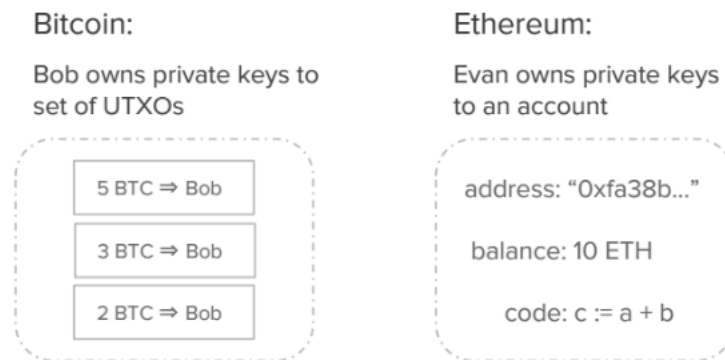 Bitcoin:
Bob owns private keys to
set of UTXOs
5 BTC ⇒ Bob
3 BTC ⇒ Bob
2 BTC ⇒ Bob
Ethereum:
Evan owns private keys
to an account
address: “0xfa38b...”
balance: 10 ETH
code: c := a + b